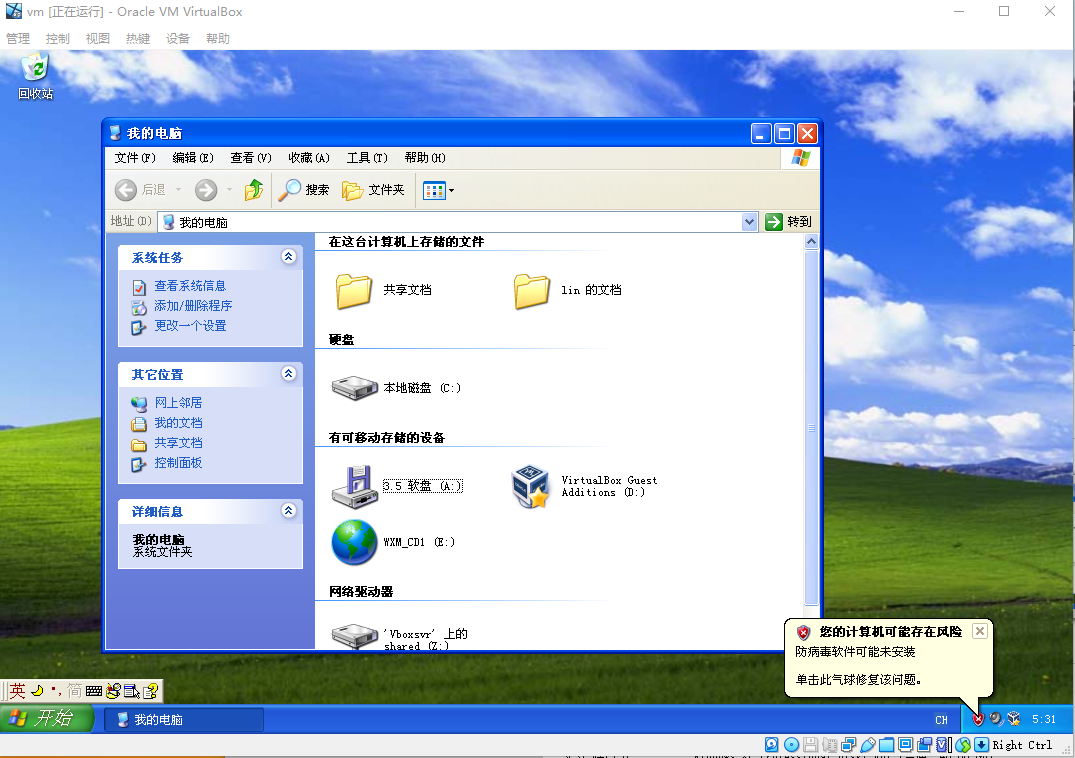 vm [正在运行] - Oracle VM VirtualBox
管理 控制 视图 热键 设备 帮助
回收站
我的电脑
文件(F) 编辑(E) 查看(V) 收藏(A) 工具(T) 帮助(H)
后退 搜索 文件夹
地址(D) 我的电脑 转到
系统任务
查看系统信息
添加/删除程序
更改一个设置
其它位置
网上邻居
我的文档
共享文档
控制面板
详细信息
我的电脑
系统文件夹
在这台计算机上存储的文件
共享文档 lin 的文档
硬盘
本地磁盘 (C:)
有可移动存储的设备
3.5 软盘 (A:)
VirtualBox Guest
Additions (D:)
WXM_CD1 (E:)
网络驱动器
'Vboxsvr' 上的
shared (Z:)
您的计算机可能存在风险
防病毒软件可能未安装
单击此气球修复该问题。
英 简
开始 我的电脑 CH 5:31
Right Ctrl